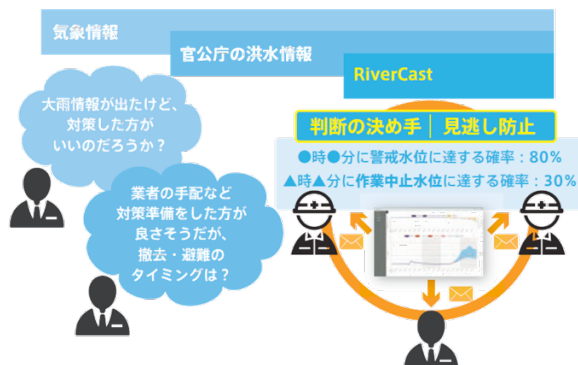 気象情報
官公庁の洪水情報
RiverCast
大雨情報が出たけど、
対策した方が
いいのだろうか？
業者の手配など
対策準備をした方が
良さそうだが、
撤去・避難の
タイミングは？
判断の決め手｜見逃し防止
●時●分に警戒水位に達する確率：80%
▲時▲分に作業中止水位に達する確率：30%